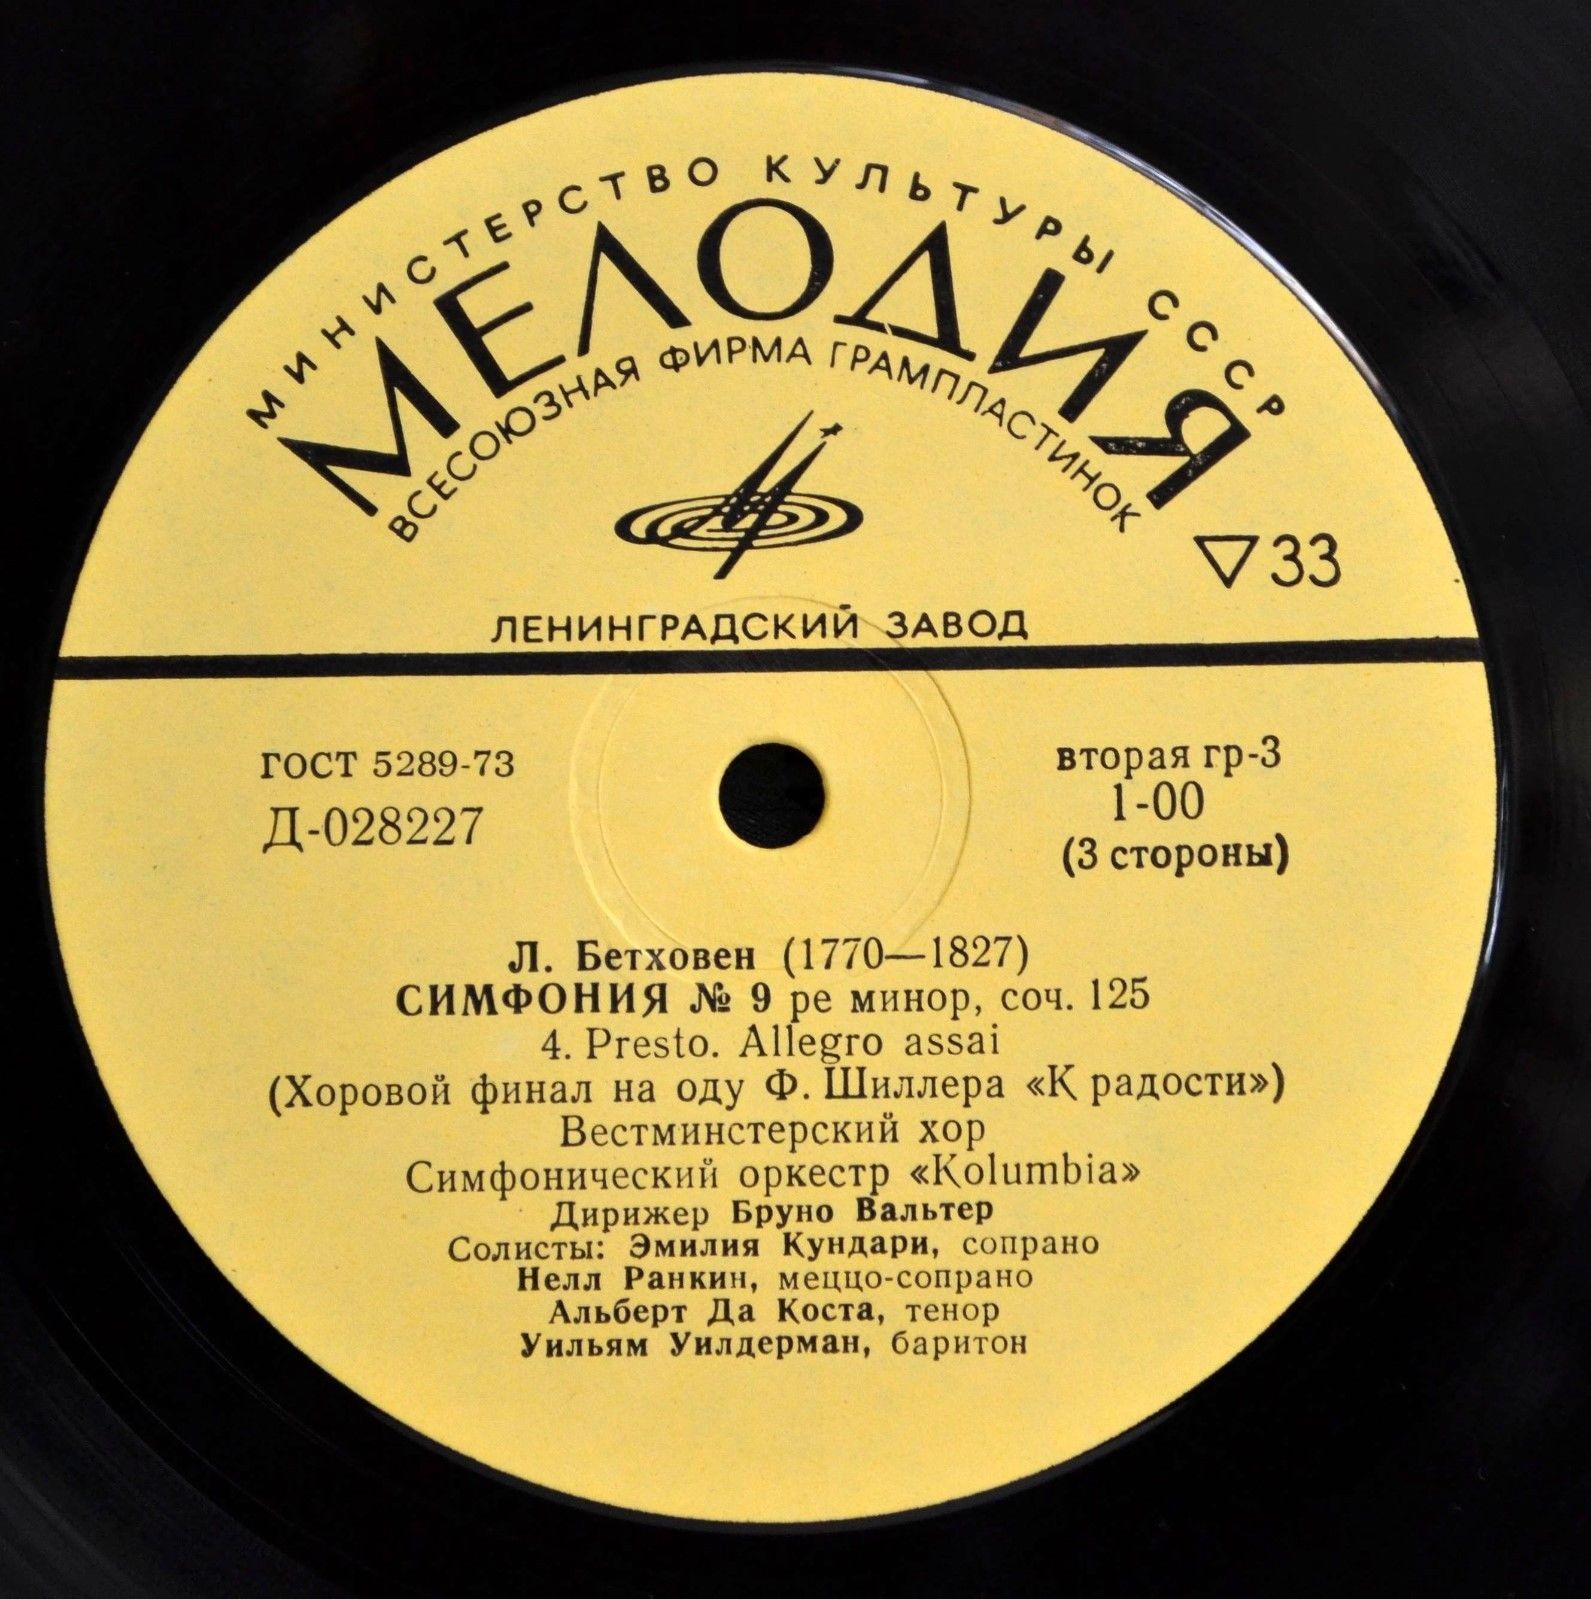 МИНИСТЕРСТВО КУЛЬТУРЫ СССР
МЕЛОДИЯ
ВСЕСОЮЗНАЯ ФИРМА ГРАМПЛАСТИНОК
▽33
ЛЕНИНГРАДСКИЙ ЗАВОД
ГОСТ 5289-73
Д-028227
вторая гр-3
1-00
(3 стороны)
Л. Бетховен (1770—1827)
СИМФОНИЯ № 9 ре минор, соч. 125
4. Presto. Allegro assai
(Хоровой финал на оду Ф. Шиллера «К радости»)
Вестминстерский хор
Симфонический оркестр «Kolumbia»
Дирижер Бруно Вальтер
Солисты: Эмилия Кундари, сопрано
Нелл Ранкин, меццо-сопрано
Альберт Да Коста, тенор
Уильям Уилдерман, баритон